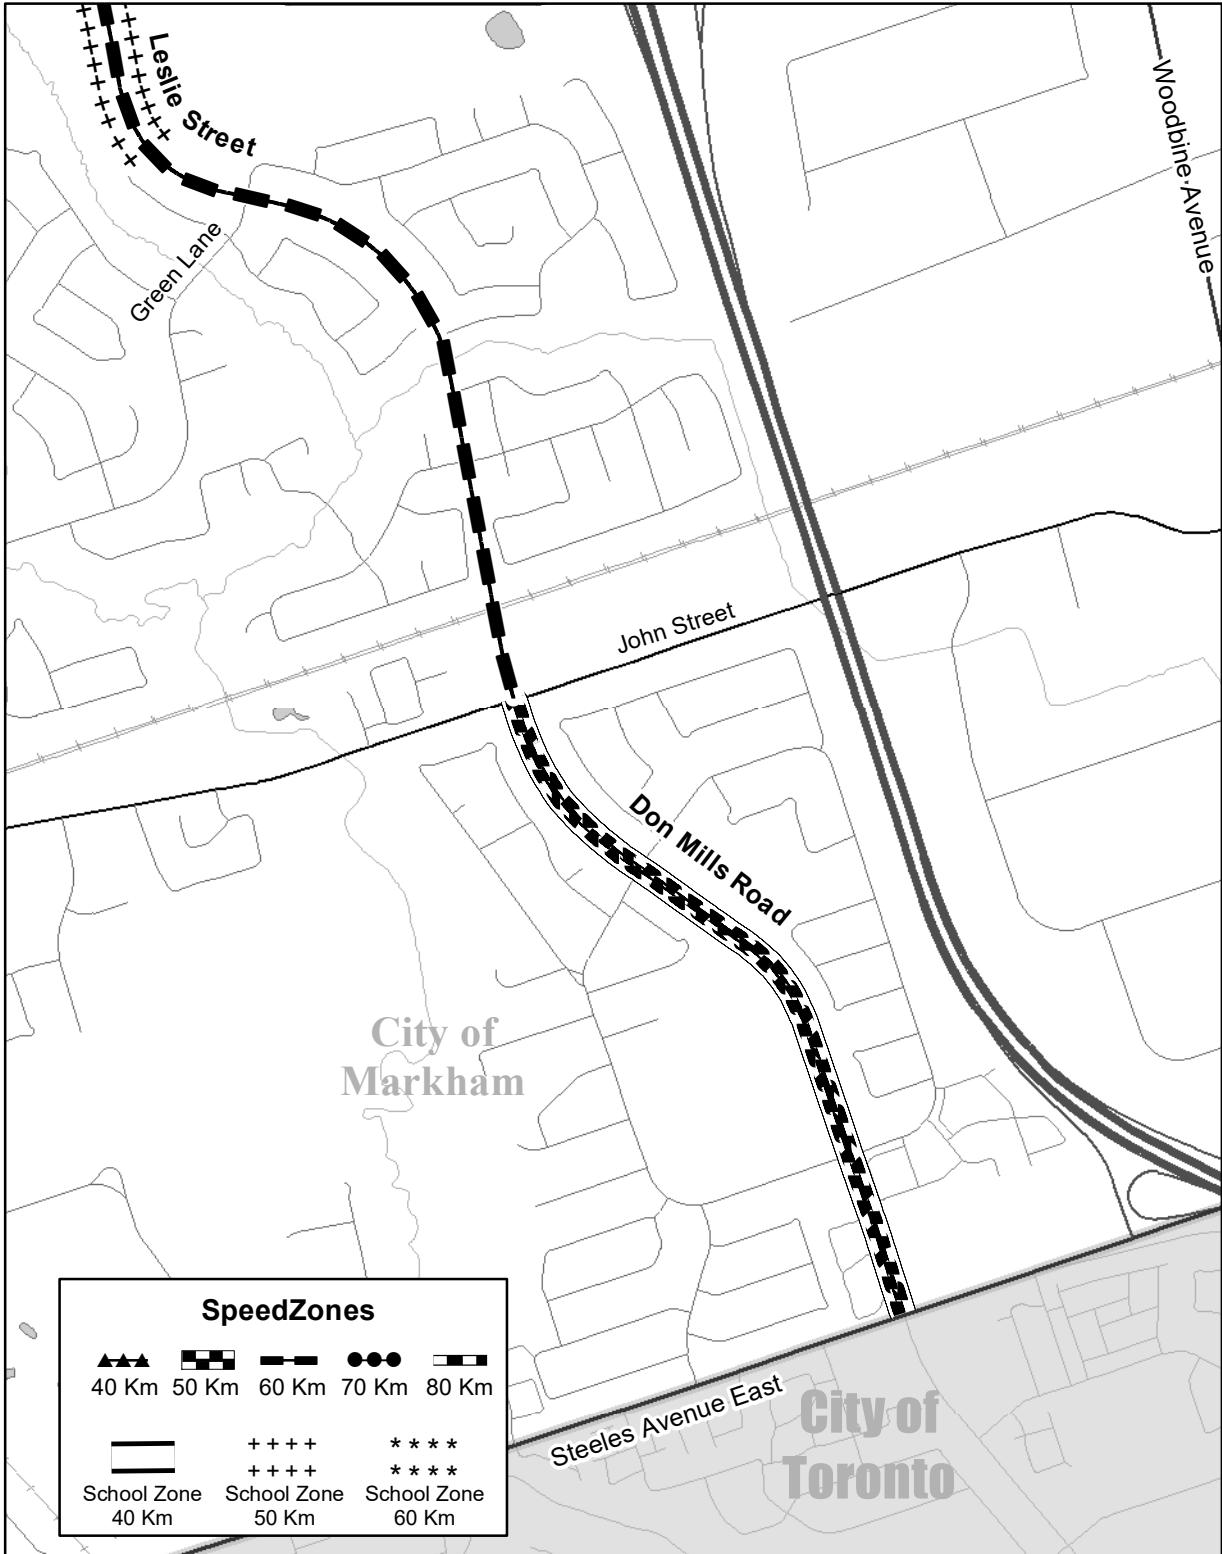 Leslie Street
Woodbine Avenue
Green Lane
John Street
Don Mills Road
City of
Markham
SpeedZones
40 Km 50 Km 60 Km 70 Km 80 Km
School Zone School Zone School Zone
40 Km 50 Km 60 Km
Steeles Avenue East
City of
Toronto